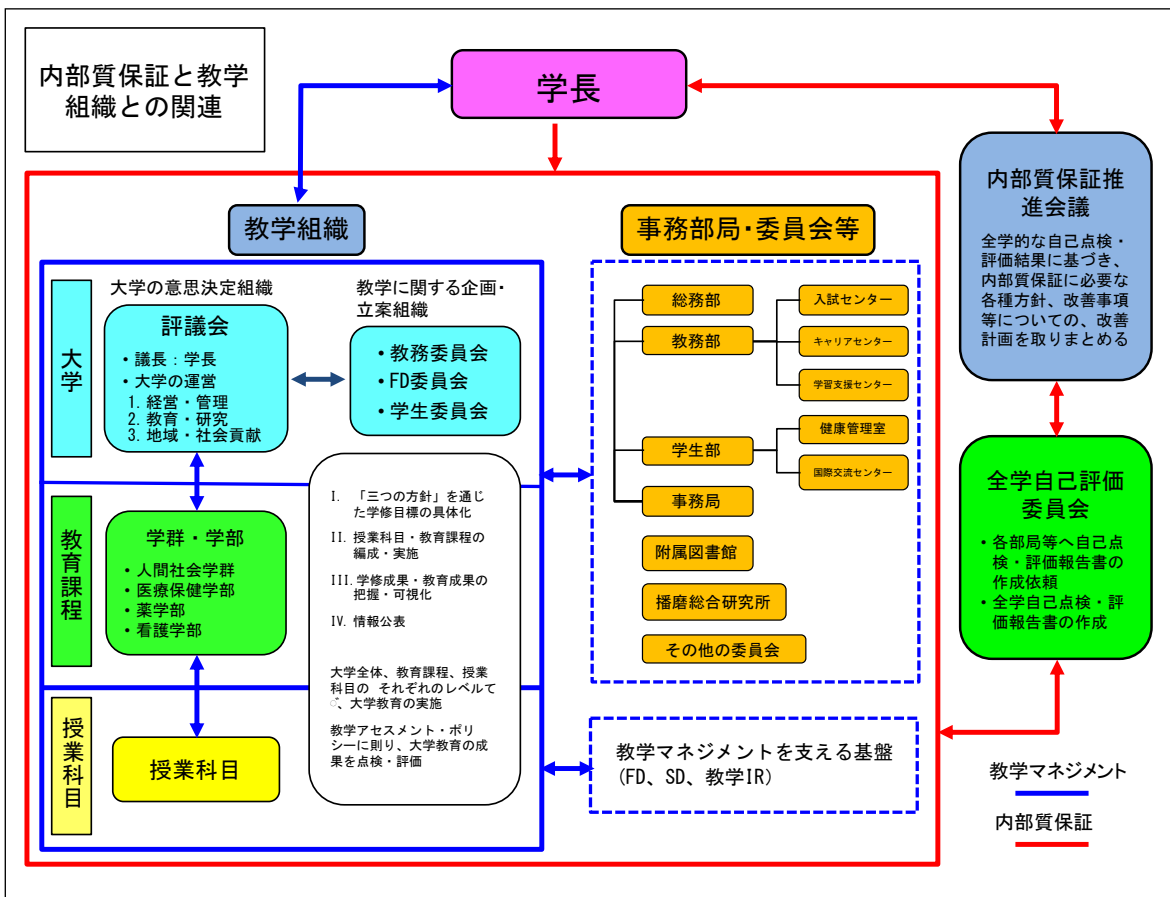 内部質保証と教学
組織との関連
学長
教学組織
事務部局・委員会等
内部質保証推
進会議
全学的な自己点検・
評価結果に基づき、
内部質保証に必要な
各種方針、改善事項
等についての、改善
計画を取りまとめる
大学
大学の意思決定組織
評議会
・議長：学長
・大学の運営
1. 経営・管理
2. 教育・研究
3. 地域・社会貢献
教学に関する企画・
立案組織
・教務委員会
・FD委員会
・学生委員会
総務部
教務部
入試センター
キャリアセンター
学習支援センター
学生部
健康管理室
国際交流センター
事務局
附属図書館
播磨総合研究所
その他の委員会
全学自己評価
委員会
・各部局等へ自己点
検・評価報告書の
作成依頼
・全学自己点検・評
価報告書の作成
教育課程
学群・学部
・人間社会学群
・医療保健学部
・薬学部
・看護学部
I. 「三つの方針」を通じ
た学修目標の具体化
II. 授業科目・教育課程の
編成・実施
III. 学修成果・教育成果の
把握・可視化
IV. 情報公表
大学全体、教育課程、授業
科目の それぞれのレベルて
゙、大学教育の実施
教学アセスメント・ポリ
シーに則り、大学教育の成
果を点検・評価
授業科目
授業科目
教学マネジメントを支える基盤
(FD、SD、教学IR)
教学マネジメント
内部質保証